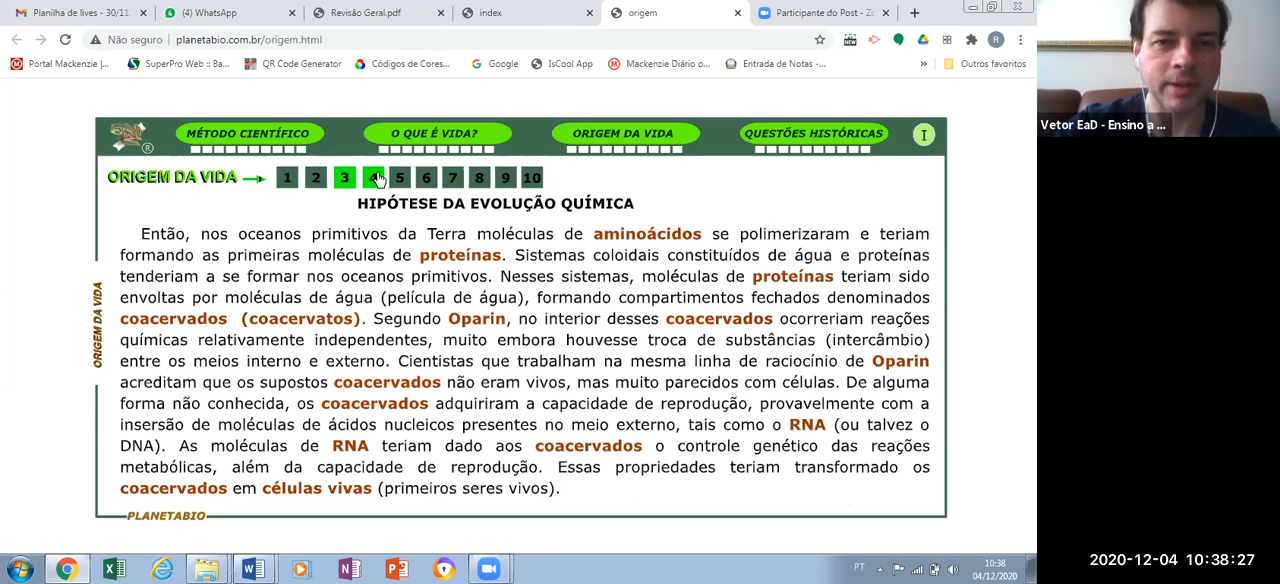 Planilha de lives - 30/11
(4) WhatsApp
Revisão Geral.pdf
index
origem
Participante do Post - Zo
Não seguro
planetabio.com.br/origem.html
Portal Mackenzie |...
SuperPro Web :: Ba...
QR Code Generator
Códigos de Cores,...
Google
IsCool App
Mackenzie Diário o...
Entrada de Notas -...
»
Outros favoritos
Vetor EaD - Ensino a ...
MÉTODO CIENTÍFICO
O QUE É VIDA?
ORIGEM DA VIDA
QUESTÕES HISTÓRICAS
I
®
ORIGEM DA VIDA
1 2 3 4 5 6 7 8 9 10
HIPÓTESE DA EVOLUÇÃO QUÍMICA
Então, nos oceanos primitivos da Terra moléculas de aminoácidos se polimerizaram e teriam
formando as primeiras moléculas de proteínas. Sistemas coloidais constituídos de água e proteínas
tenderiam a se formar nos oceanos primitivos. Nesses sistemas, moléculas de proteínas teriam sido
envoltas por moléculas de água (película de água), formando compartimentos fechados denominados
coacervados (coacervatos). Segundo Oparin, no interior desses coacervados ocorreriam reações
químicas relativamente independentes, muito embora houvesse troca de substâncias (intercâmbio)
entre os meios interno e externo. Cientistas que trabalham na mesma linha de raciocínio de Oparin
acreditam que os supostos coacervados não eram vivos, mas muito parecidos com células. De alguma
forma não conhecida, os coacervados adquiriram a capacidade de reprodução, provavelmente com a
insersão de moléculas de ácidos nucleicos presentes no meio externo, tais como o RNA (ou talvez o
DNA). As moléculas de RNA teriam dado aos coacervados o controle genético das reações
metabólicas, além da capacidade de reprodução. Essas propriedades teriam transformado os
coacervados em células vivas (primeiros seres vivos).
ORIGEM DA VIDA
PLANETABIO
PT
10:38
04/12/2020
2020-12-04 10:38:27